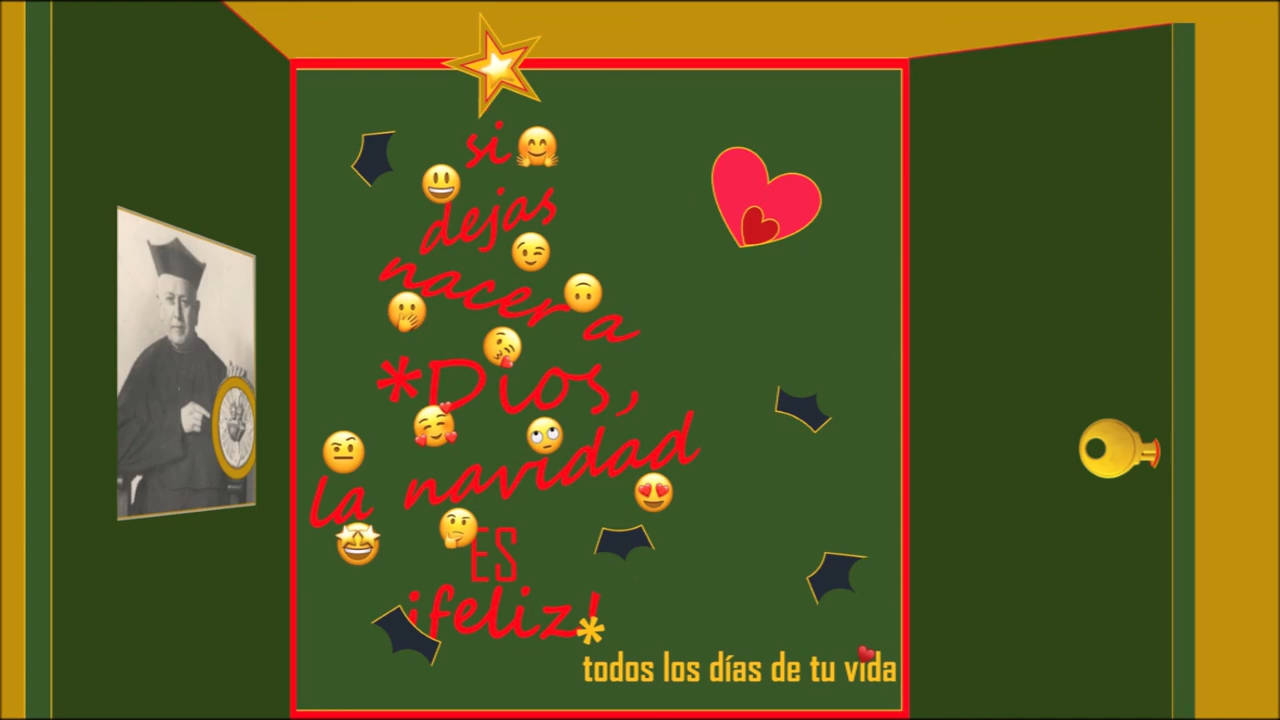 si
dejas
nacer a
*Dios,
la navidad
ES
¡feliz!
*
todos los días de tu vida